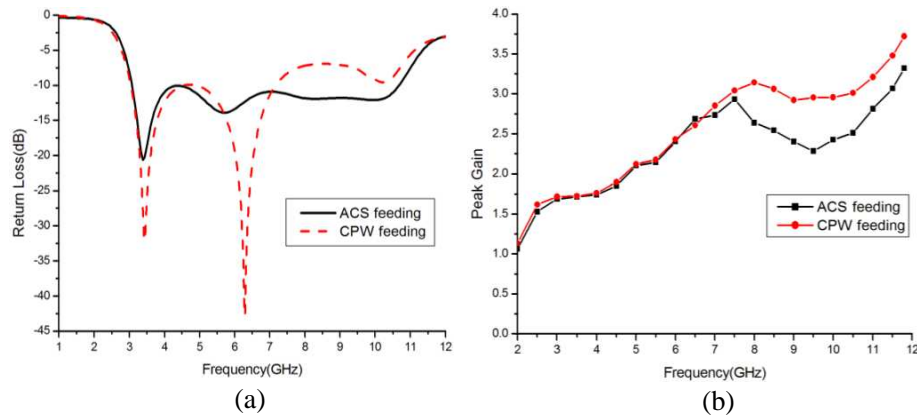 0
-5
-10
-15
-20
-25
-30
-35
-40
-45
Return Loss(dB)
ACS feeding
CPW feeding
1 2 3 4 5 6 7 8 9 10 11 12
Frequency(GHz)
(a)
4.0
3.5
3.0
2.5
2.0
1.5
1.0
0.5
0.0
Peak Gain
ACS feeding
CPW feeding
2 3 4 5 6 7 8 9 10 11 12
Frequency(GHz)
(b)